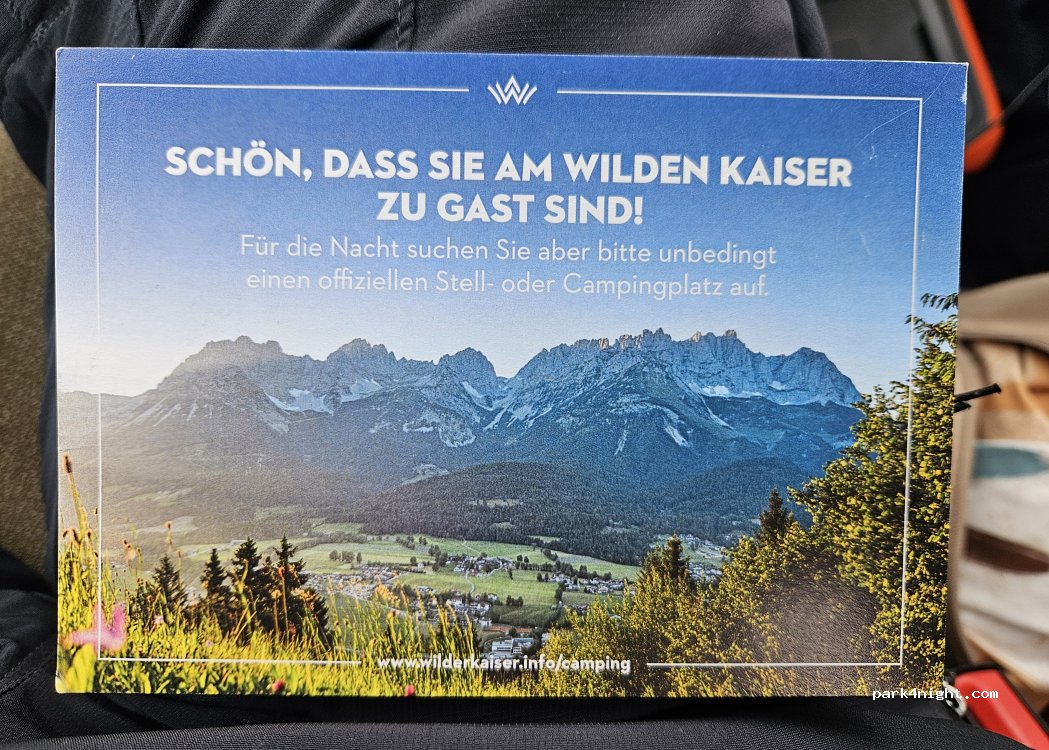 SCHÖN, DASS SIE AM WILDEN KAISER
ZU GAST SIND!
Für die Nacht suchen Sie aber bitte unbedingt
einen offiziellen Stell- oder Campingplatz auf.
www.wilderkaiser.info/camping
park4night.com